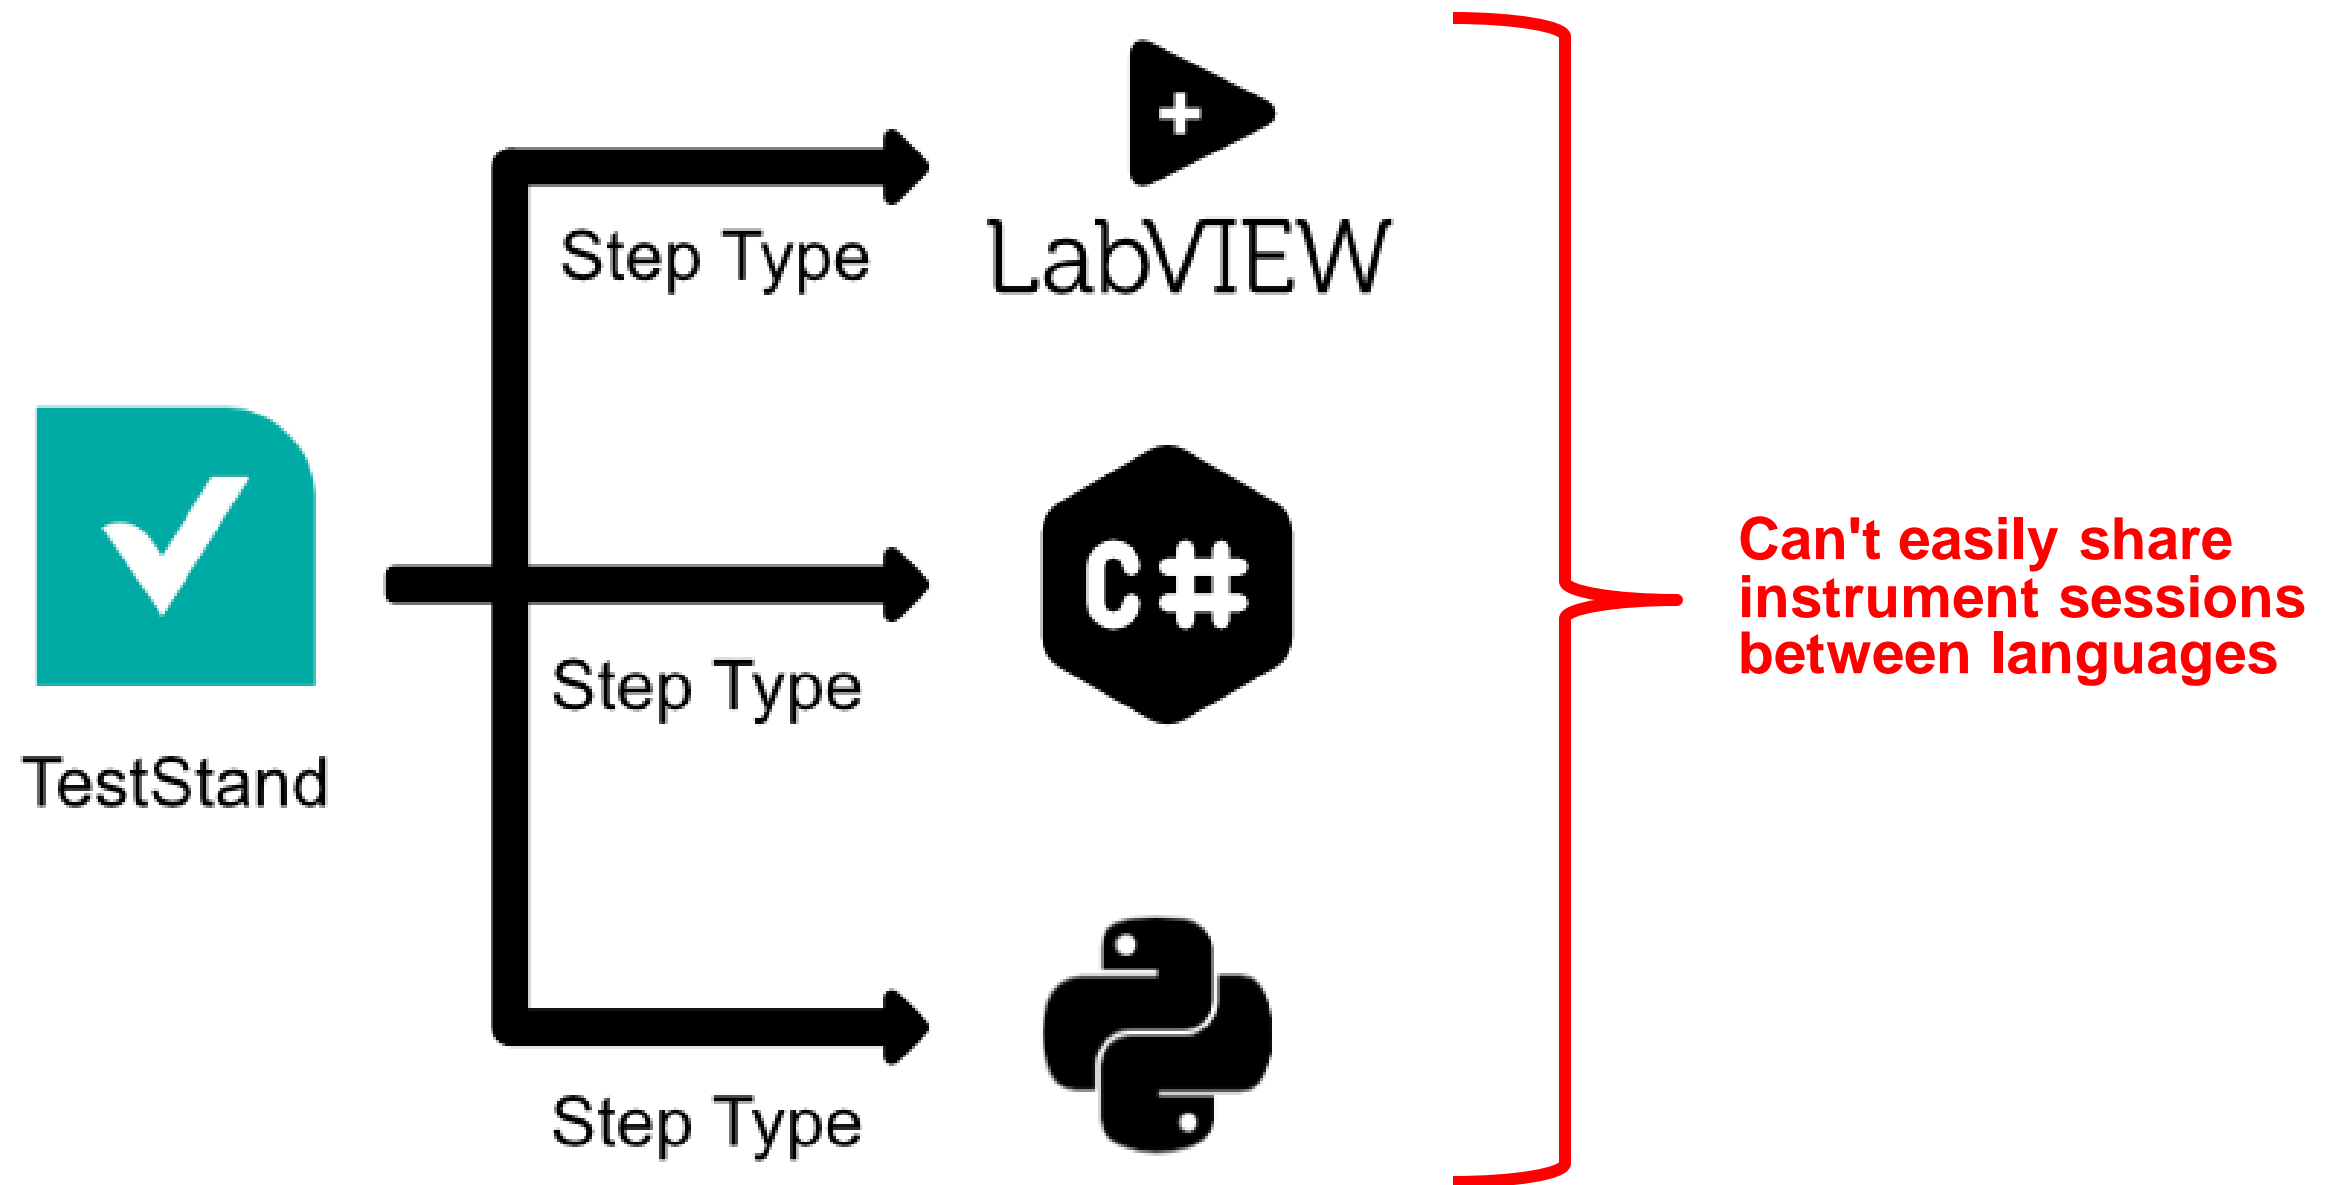 LabVIEW
Step Type
C#
Step Type
TestStand
Step Type
Can't easily share
instrument sessions
between languages